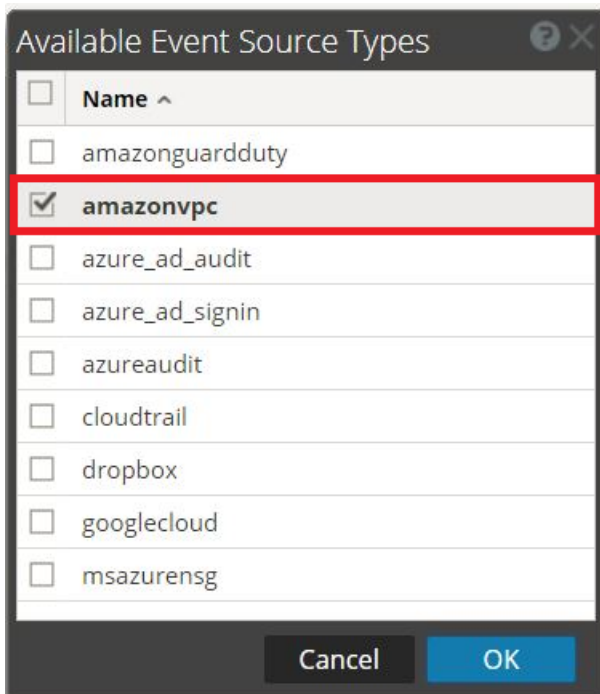 Available Event Source Types
Name
amazonguardduty
amazonvpc
azure_ad_audit
azure_ad_signin
azureaudit
cloudtrail
dropbox
googlecloud
msazurensg
Cancel OK